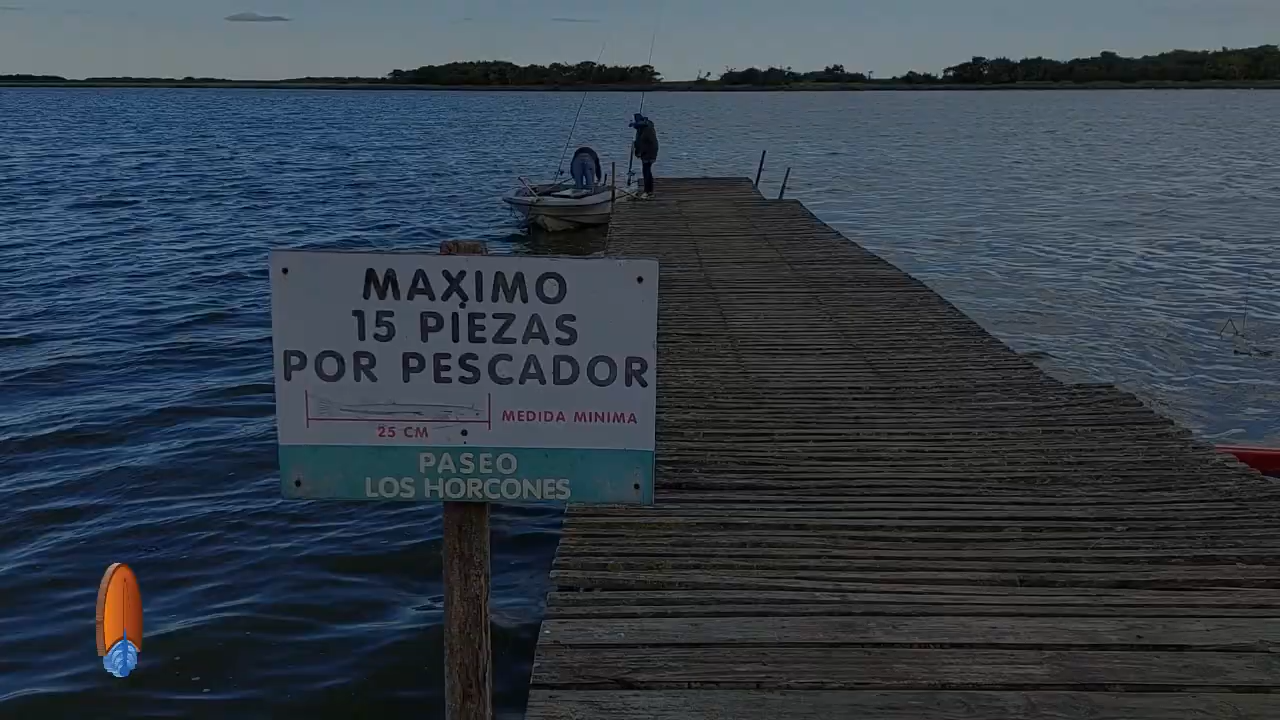 MAXIMO
15 PIEZAS
POR PESCADOR
MEDIDA MINIMA
25 CM
PASEO
LOS HORCONES